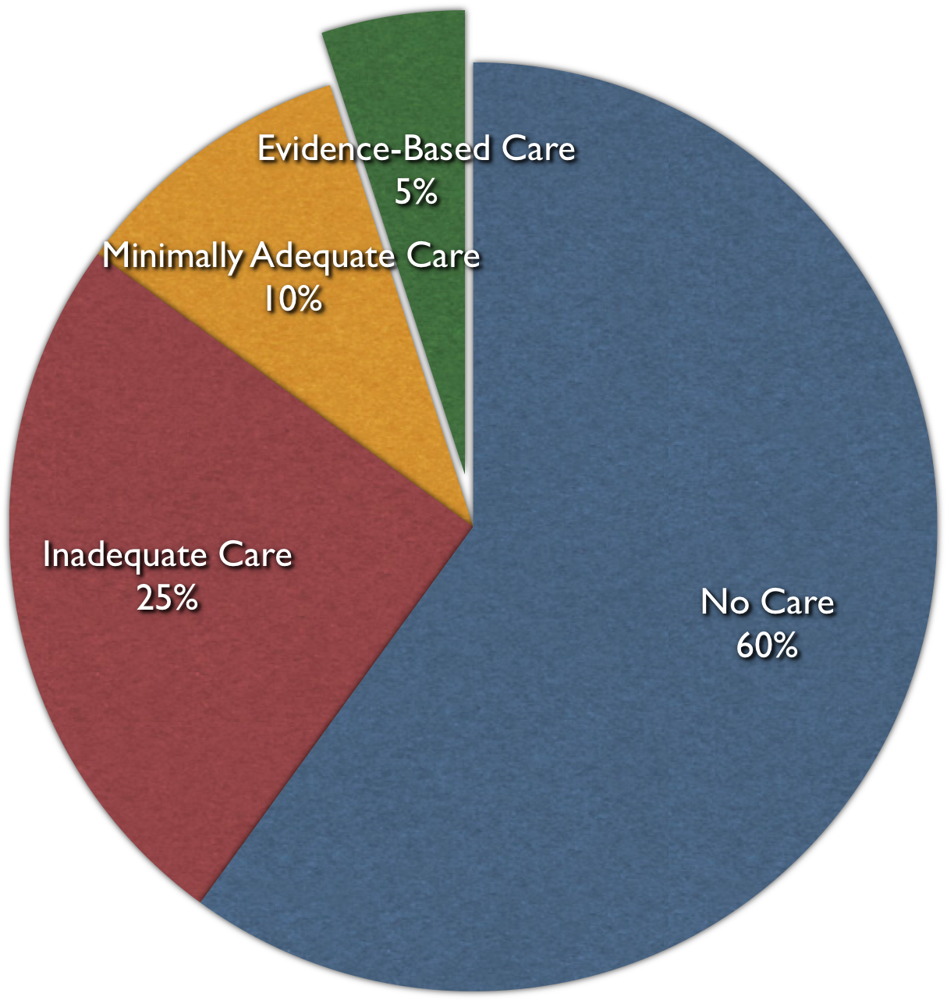 Evidence-Based Care
5%
Minimally Adequate Care
10%
Inadequate Care
25%
No Care
60%